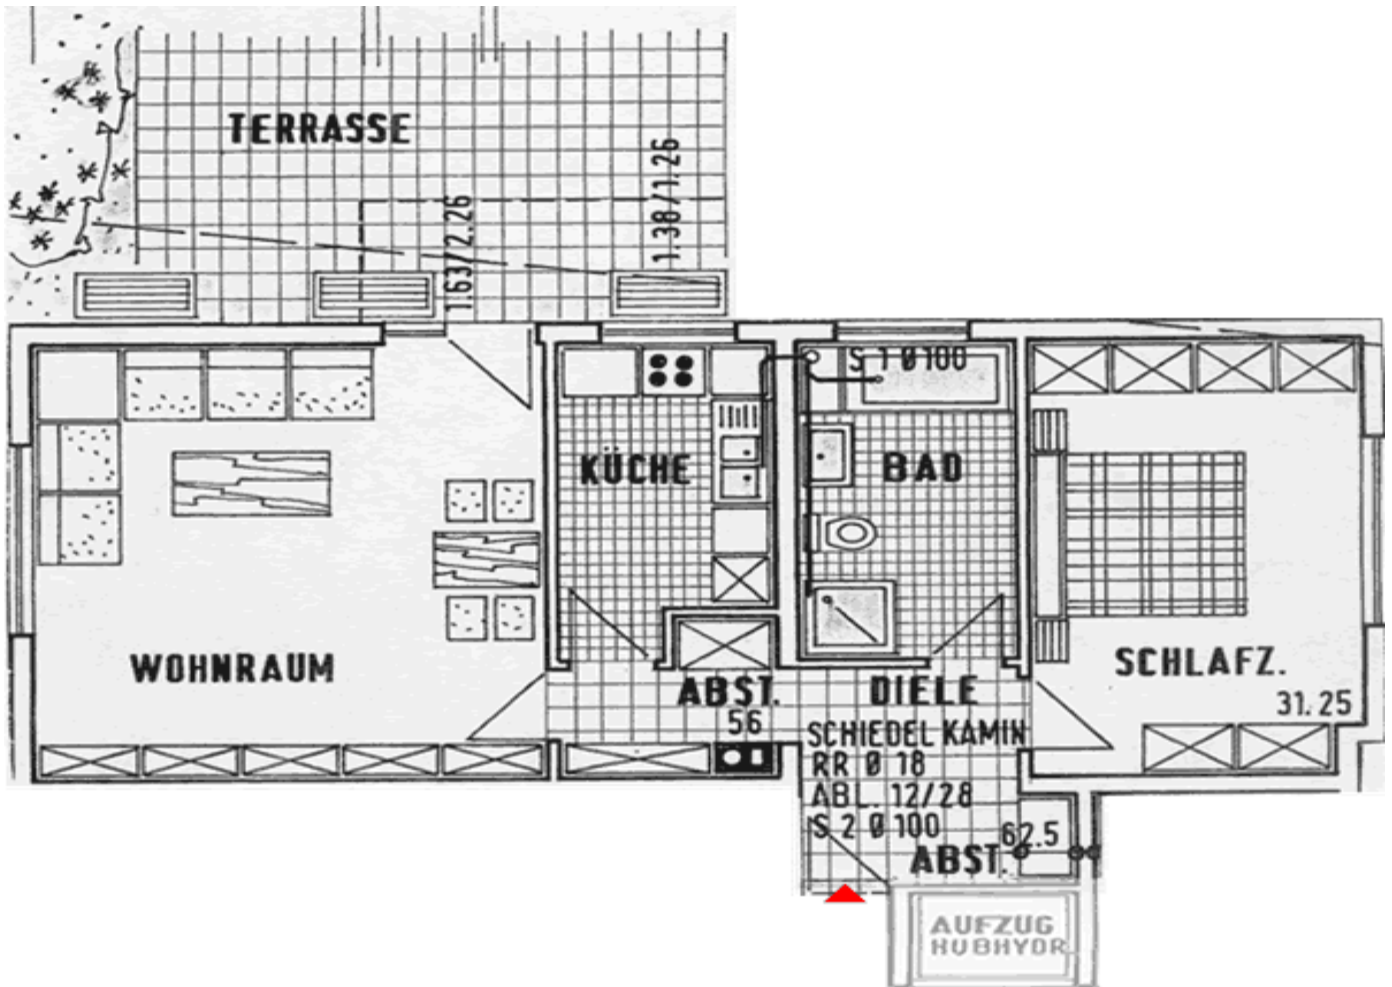 TERRASSE
1.63/2.26
1.38/1.26
S 1 Ø 100
KÜCHE
BAD
WOHNRAUM
ABST.
56
DIELE
SCHLAFZ.
31.25
SCHIEDEL KAMIN
RR Ø 18
ABL. 12/28
S 2 Ø 100
62.5
ABST.
AUFZUG
HUBHYDR.